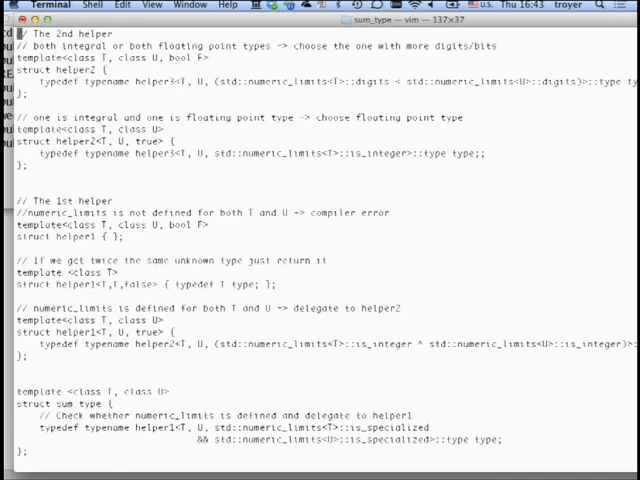 Terminal Shell Edit View Window Help U.S. Thu 16:43 troyer
sum_type — vim — 137×37
// The 2nd helper
// both integral or both floating point types -> choose the one with more digits/bits
template<class T, class U, bool F>
struct helper2 {
typedef typename helper3<T, U, (std::numeric_limits<T>::digits < std::numeric_limits<U>::digits)>::type ty
};
// one is integral and one is floating point type -> choose floating point type
template<class T, class U>
struct helper2<T, U, true> {
typedef typename helper3<T, U, std::numeric_limits<T>::is_integer>::type type;;
};
// The 1st helper
//numeric_limits is not defined for both T and U -> compiler error
template<class T, class U, bool F>
struct helper1 { };
// If we got twice the same unknown type just return it
template <class T>
struct helper1<T,T,false> { typedef T type; };
// numeric_limits is defined for both T and U -> delegate to helper2
template<class T, class U>
struct helper1<T, U, true> {
typedef typename helper2<T, U, (std::numeric_limits<T>::is_integer ^ std::numeric_limits<U>::is_integer)>:
};
template <class T, class U>
struct sum_type {
// Check whether numeric_limits is defined and delegate to helper1
typedef typename helper1<T, U, std::numeric_limits<T>::is_specialized
&& std::numeric_limits<U>::is_specialized>::type type;
};